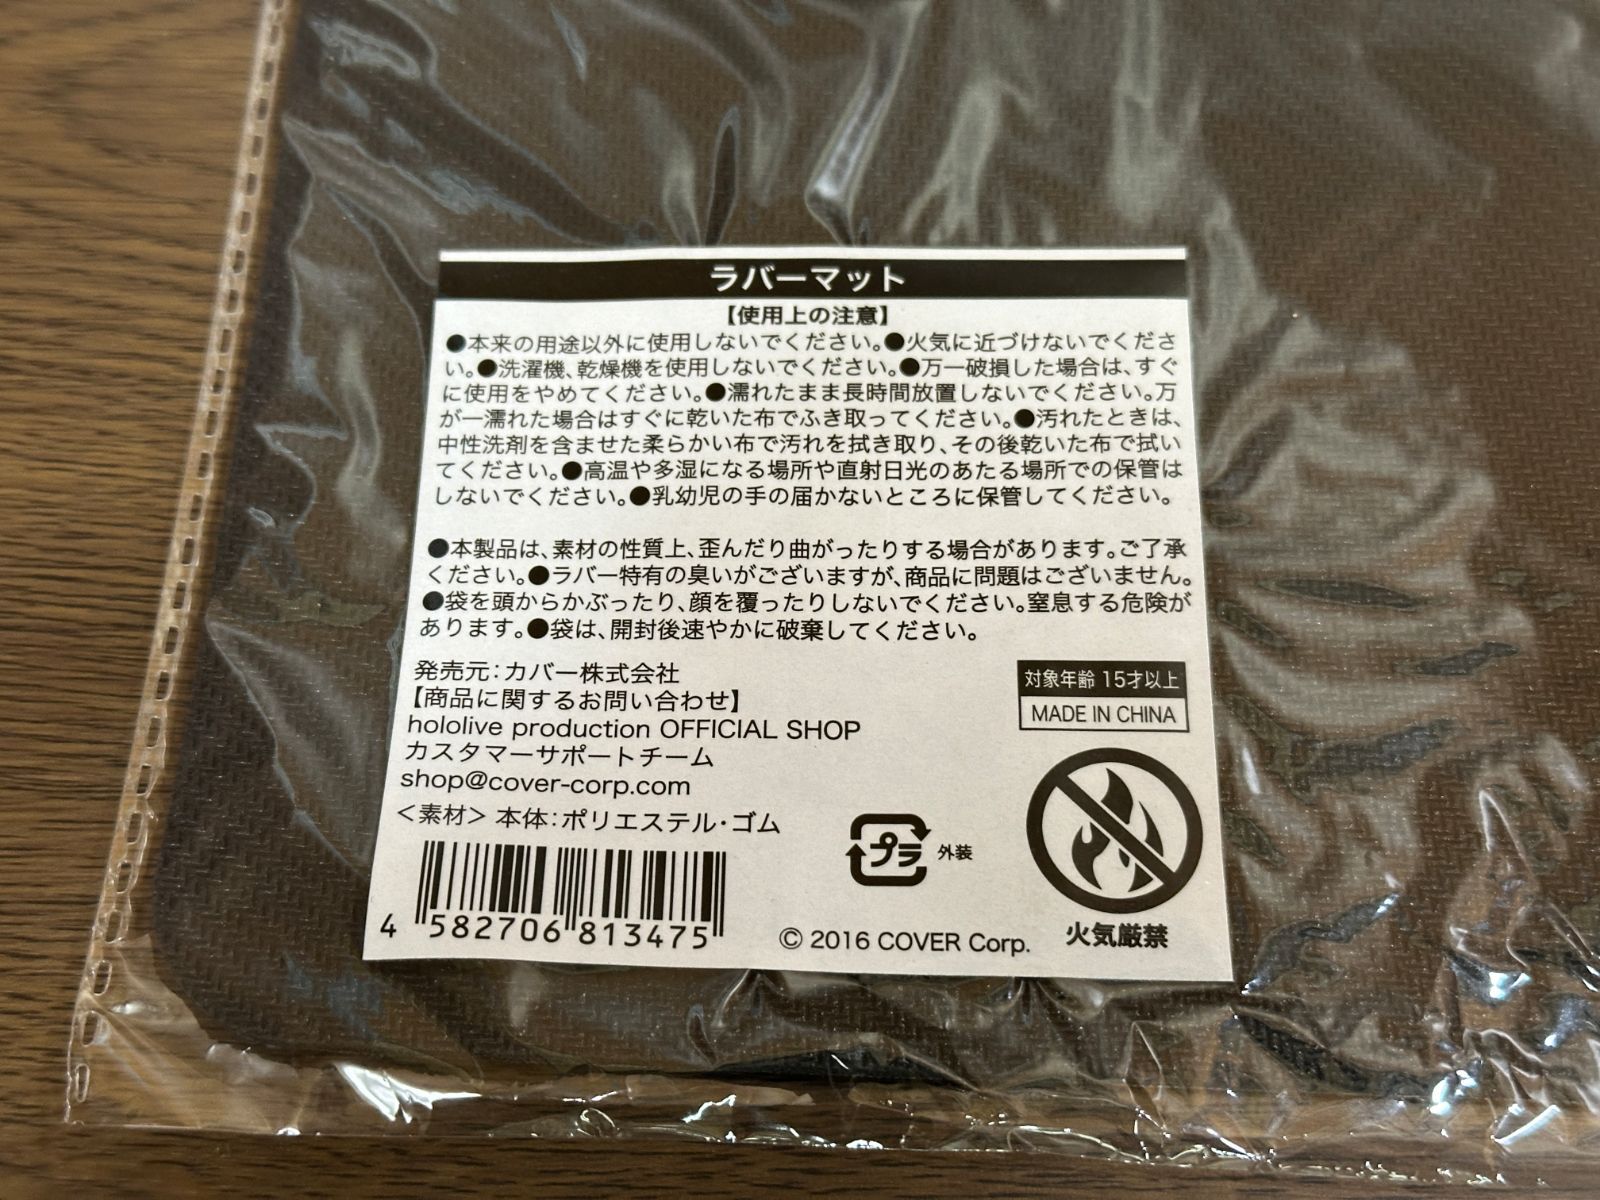 ラバーマット
【使用上の注意】
●本来の用途以外に使用しないでください。●火気に近づけないでくださ
い。●洗濯機、乾燥機を使用しないでください。●万一破損した場合は、すぐ
に使用をやめてください。●濡れたまま長時間放置しないでください。万
が一濡れた場合はすぐに乾いた布でふき取ってください。●汚れたときは、
中性洗剤を含ませた柔らかい布で汚れを拭き取り、その後乾いた布で拭い
てください。●高温や多湿になる場所や直射日光のあたる場所での保管は
しないでください。●乳幼児の手の届かないところに保管してください。
●本製品は、素材の性質上、歪んだり曲がったりする場合があります。ご了承
ください。●ラバー特有の臭いがございますが、商品に問題はございません。
●袋を頭からかぶったり、顔を覆ったりしないでください。窒息する危険が
あります。●袋は、開封後速やかに破棄してください。
発売元：カバー株式会社
【商品に関するお問い合わせ】
hololive production OFFICIAL SHOP
カスタマーサポートチーム
shop@cover-corp.com
＜素材＞ 本体：ポリエステル・ゴム
対象年齢 15才以上
MADE IN CHINA
プラ 外装
火気厳禁
4 582706 813475
© 2016 COVER Corp.